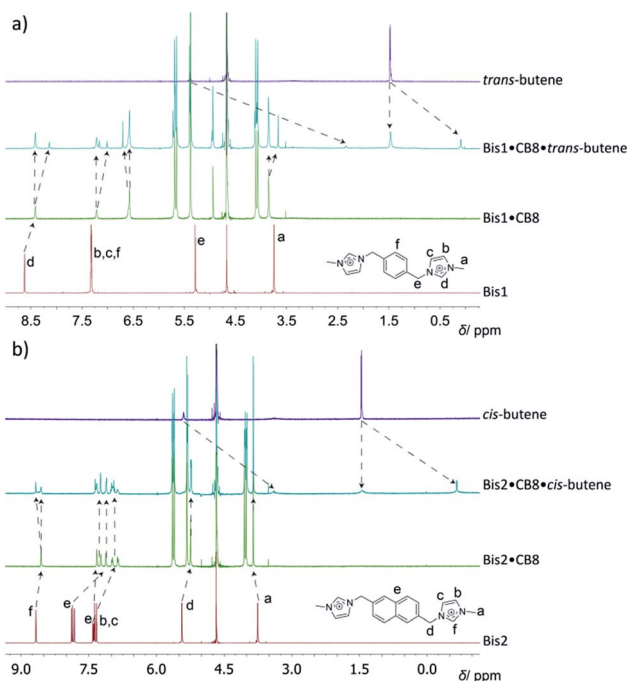 a)
trans-butene
Bis1•CB8•trans-butene
Bis1•CB8
f
c b
a
e d
d
b,c,f
e
a
Bis1
8.5 7.5 6.5 5.5 4.5 3.5 2.5 1.5 0.5
δ/ ppm
b)
cis-butene
Bis2•CB8•cis-butene
Bis2•CB8
e
c b
a
d f
f
e
e
b,c
d
a
Bis2
9.0 7.5 6.0 4.5 3.0 1.5 0.0
δ/ ppm